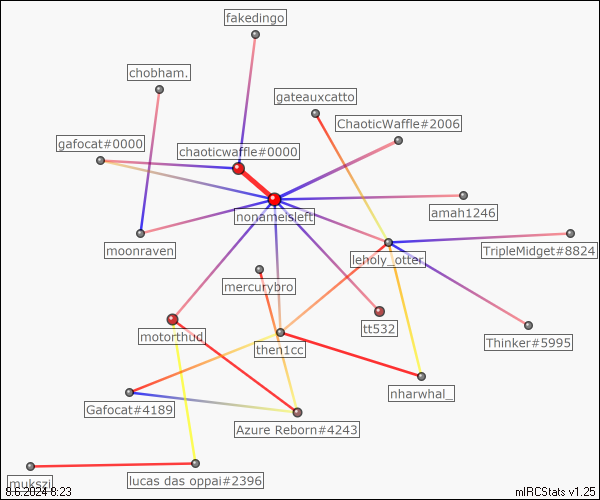 fakedingo
chobham.
gateauxcatto
ChaoticWaffle#2006
gafocat#0000
chaoticwaffle#0000
amah1246
nonameisleft
moonraven
TripleMidget#8824
leholy_otter
mercurybro
tt532
motorthud
Thinker#5995
then1cc
nharwhal_
Gafocat#4189
Azure Reborn#4243
lucas das oppai#2396
mukszi
8.6.2024 8:23
mIRCStats v1.25